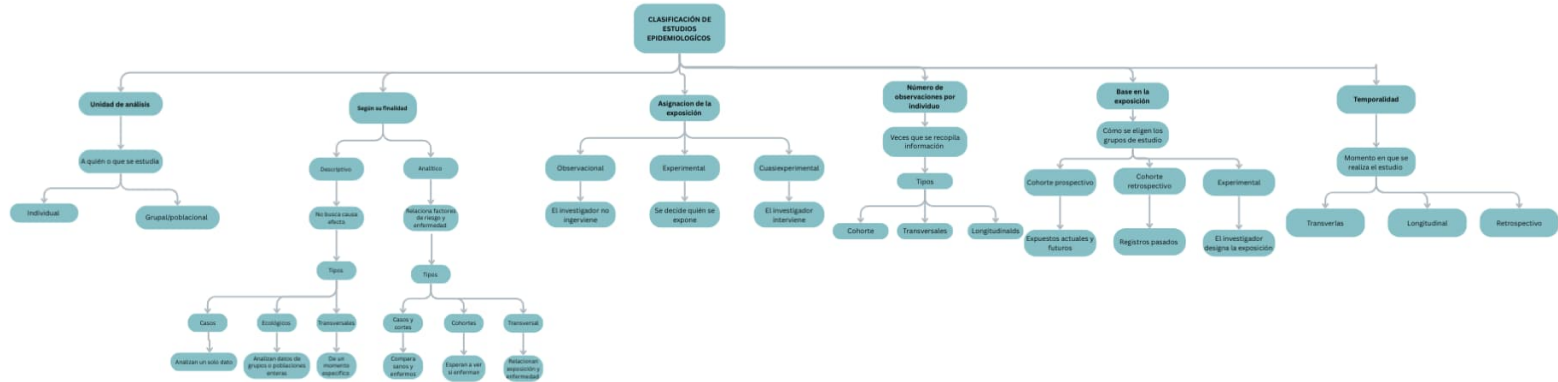 CLASIFICACIÓN DE
ESTUDIOS
EPIDEMIOLOGÍCOS
Unidad de análisis
A quién o que se estudia
Individual
Grupal/poblacional
Según su finalidad
Descriptivo
No busca causa
efecto
Tipos
Casos
Analizan un solo dato
Ecológicos
Analizan datos de
grupos o poblaciones
enteras
Transversales
De un
momento
específico
Analítico
Relaciona factores
de riesgo y
enfermedad
Tipos
Casos y
cortes
Compara
sanos y
enfermos
Cohortes
Esperan a ver
si enferman
Transversal
Relacionan
exposición y
enfermedad
Asignacion de la
exposición
Observacional
El investigador no
ingerviene
Experimental
Se decide quién se
expone
Cuasiexperimental
El investigador
interviene
Número de
observaciones por
individuo
Veces que se recopila
información
Tipos
Cohorte
Transversales
Longitudinalds
Base en la
exposición
Cómo se eligen los
grupos de estudio
Cohorte prospectivo
Expuestos actuales y
futuros
Cohorte
retrospectivo
Registros pasados
Experimental
El investigador
designa la exposición
Temporalidad
Momento en que se
realiza el estudio
Transverlas
Longitudinal
Retrospectivo